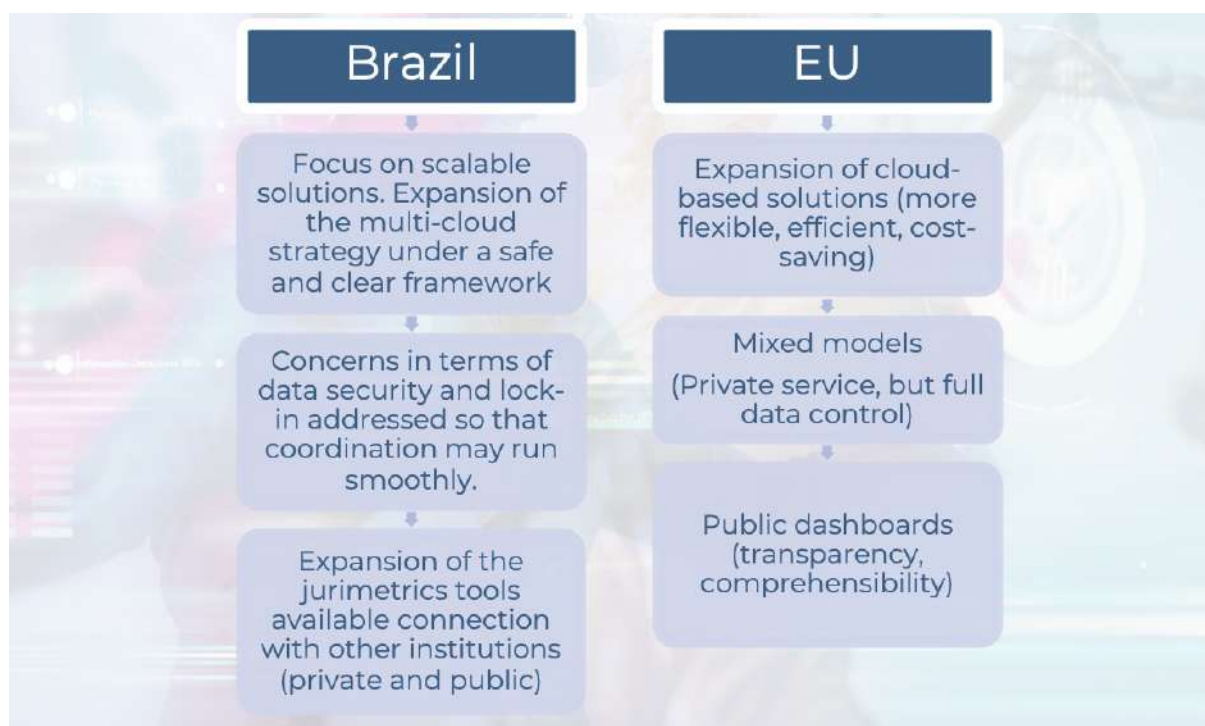 Brazil
Focus on scalable
solutions. Expansion of
the multi-cloud
strategy under a safe
and clear framework
Concerns in terms of
data security and lock-
in addressed so that
coordination may run
smoothly.
Expansion of the
jurimetrics tools
available connection
with other institutions
(private and public)
EU
Expansion of cloud-
based solutions (more
flexible, efficient, cost-
saving)
Mixed models
(Private service, but full
data control)
Public dashboards
(transparency,
comprehensibility)